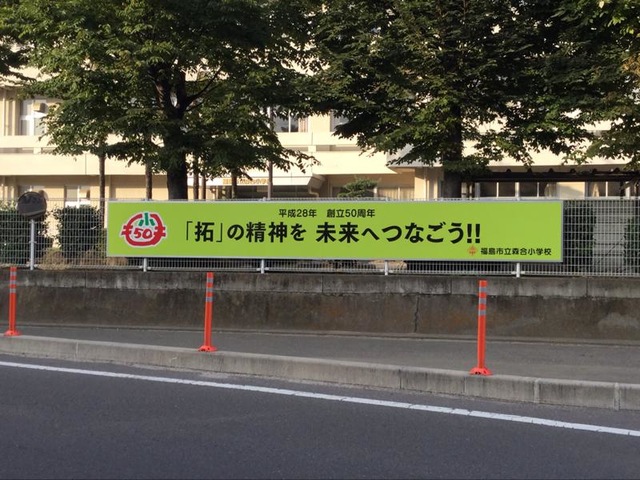 平成28年 創立50周年
小
50
「拓」の精神を 未来へつなごう!!
福島市立森合小学校